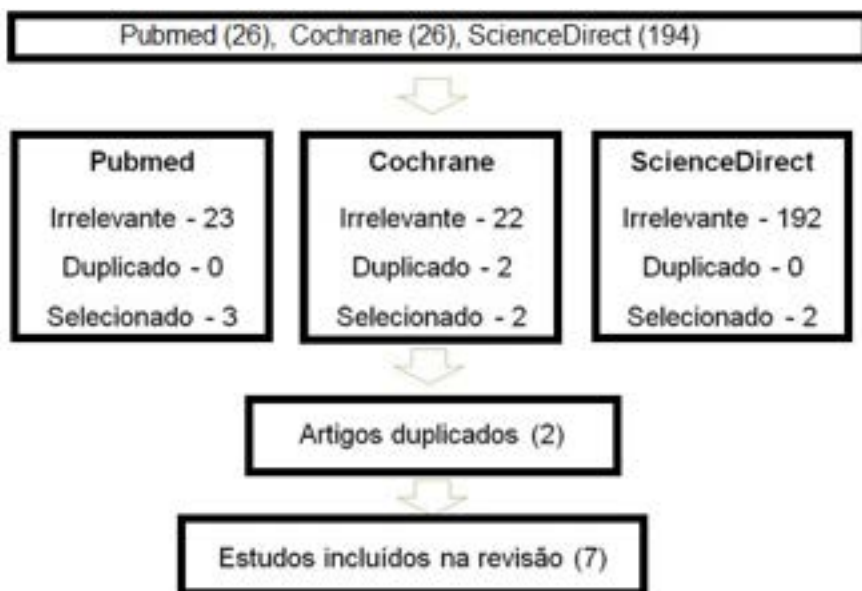 Pubmed (26), Cochrane (26), ScienceDirect (194)
Pubmed
Irrelevante - 23
Duplicado - 0
Selecionado - 3
Cochrane
Irrelevante - 22
Duplicado - 2
Selecionado - 2
ScienceDirect
Irrelevante - 192
Duplicado - 0
Selecionado - 2
Artigos duplicados (2)
Estudos incluídos na revisão (7)